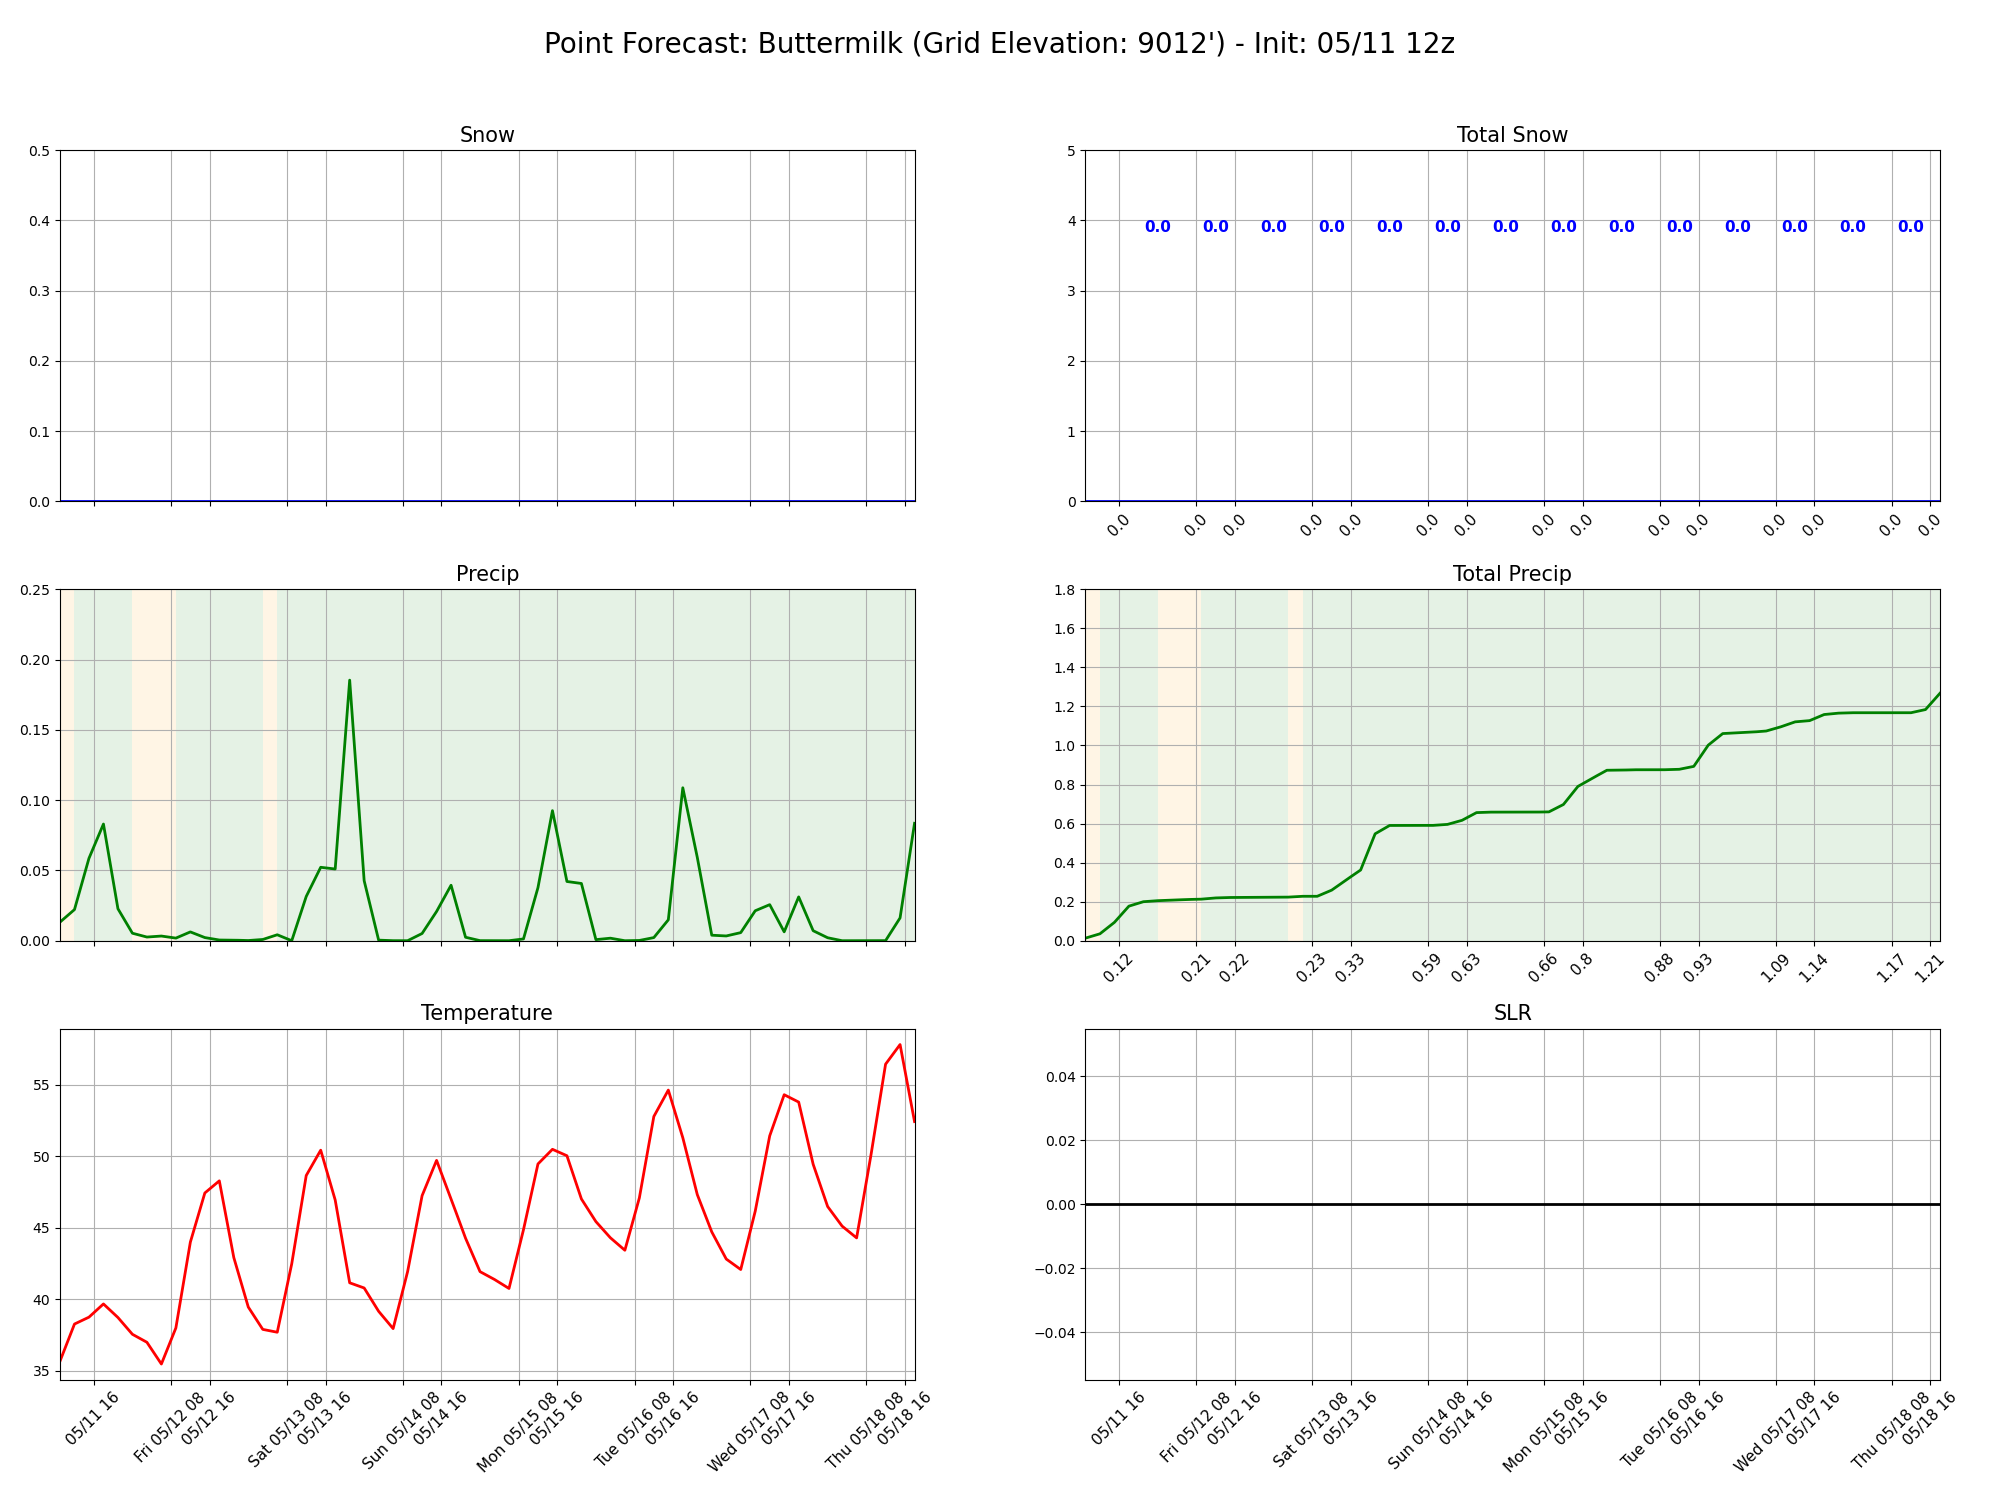 Point Forecast: Buttermilk (Grid Elevation: 9012') - Init: 05/11 12z
Snow
0.5
0.4
0.3
0.2
0.1
0.0
Total Snow
5
4
3
2
1
0
0.0 0.0 0.0 0.0 0.0 0.0 0.0 0.0 0.0 0.0 0.0 0.0 0.0 0.0
0.0 0.0 0.0 0.0 0.0 0.0 0.0 0.0 0.0 0.0 0.0 0.0 0.0 0.0 0.0
Precip
0.25
0.20
0.15
0.10
0.05
0.00
Total Precip
1.8
1.6
1.4
1.2
1.0
0.8
0.6
0.4
0.2
0.0
0.12 0.21 0.22 0.23 0.33 0.59 0.63 0.66 0.8 0.88 0.93 1.09 1.14 1.17 1.21
Temperature
55
50
45
40
35
05/11 16
Fri 05/12 08
05/12 16
Sat 05/13 08
05/13 16
Sun 05/14 08
05/14 16
Mon 05/15 08
05/15 16
Tue 05/16 08
05/16 16
Wed 05/17 08
05/17 16
Thu 05/18 08
05/18 16
SLR
0.04
0.02
0.00
−0.02
−0.04
05/11 16
Fri 05/12 08
05/12 16
Sat 05/13 08
05/13 16
Sun 05/14 08
05/14 16
Mon 05/15 08
05/15 16
Tue 05/16 08
05/16 16
Wed 05/17 08
05/17 16
Thu 05/18 08
05/18 16